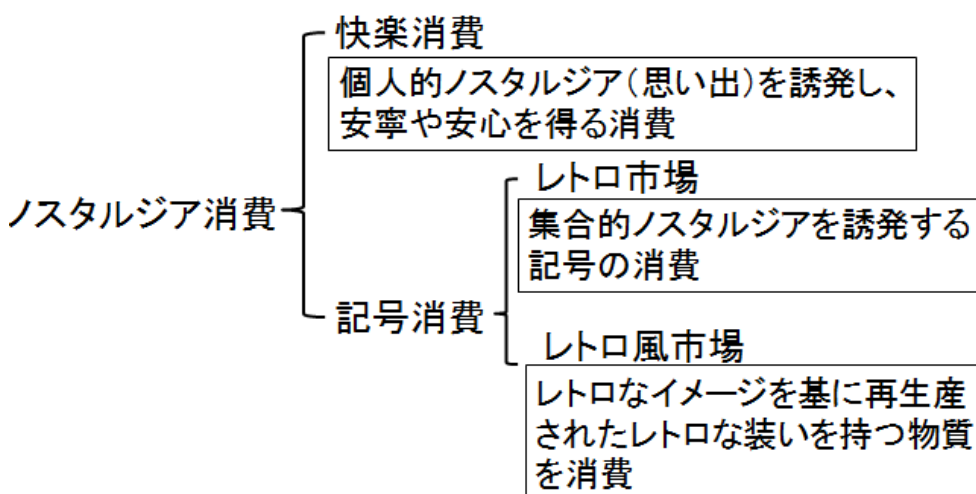 快楽消費
個人的ノスタルジア(思い出)を誘発し、
安寧や安心を得る消費
ノスタルジア消費
レトロ市場
集合的ノスタルジアを誘発する
記号の消費
記号消費
レトロ風市場
レトロなイメージを基に再生産
されたレトロな装いを持つ物質
を消費